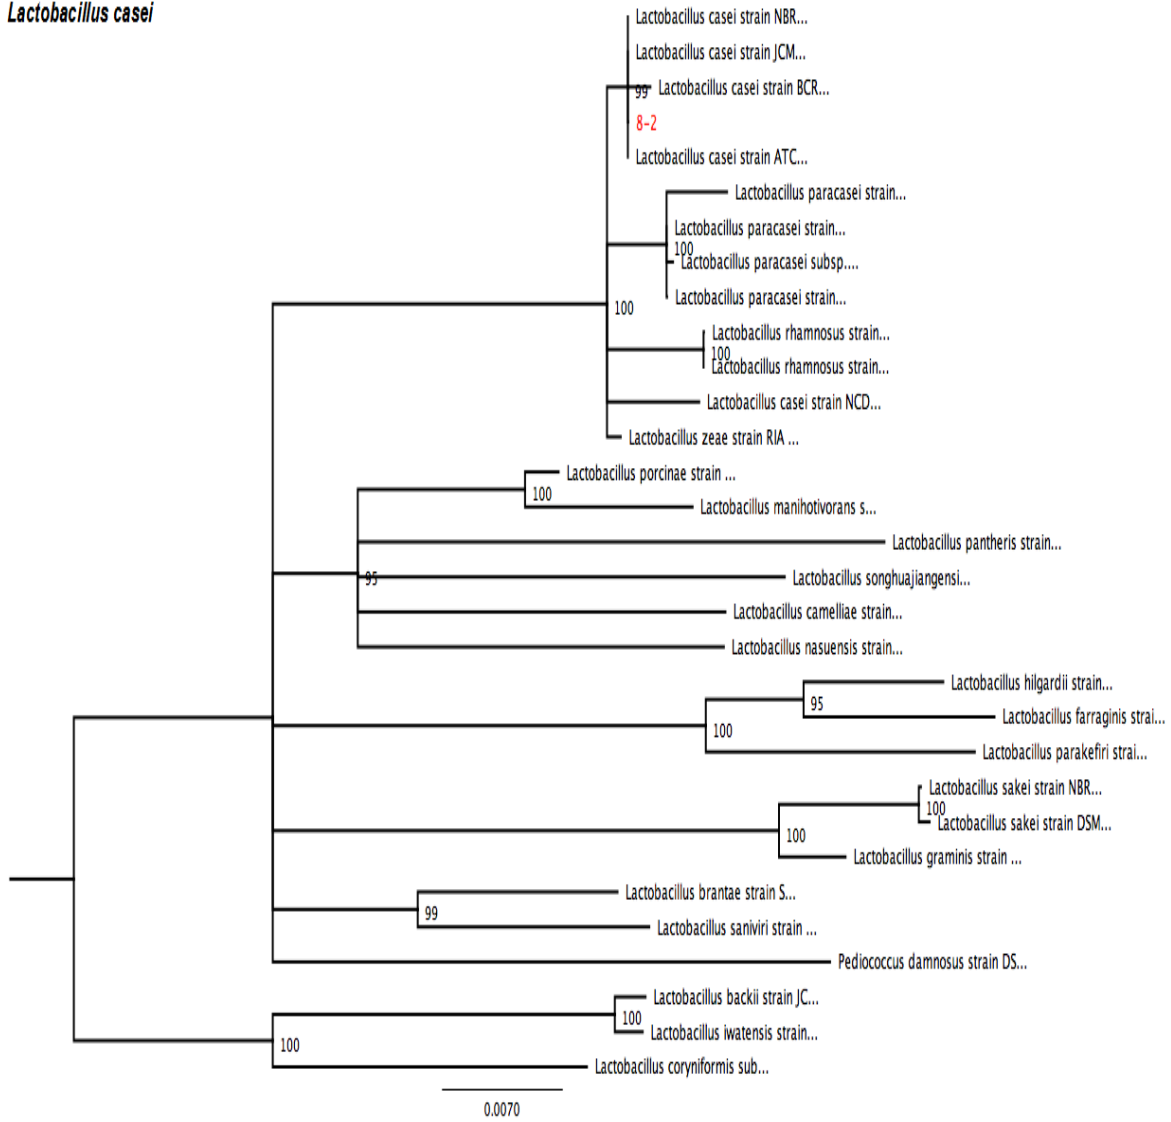 Lactobacillus casei
Lactobacillus casei strain NBR...
Lactobacillus casei strain JCM...
99
Lactobacillus casei strain BCR...
8-2
Lactobacillus casei strain ATC...
Lactobacillus paracasei strain...
Lactobacillus paracasei strain...
100
Lactobacillus paracasei subsp....
Lactobacillus paracasei strain...
100
Lactobacillus rhamnosus strain...
100
Lactobacillus rhamnosus strain...
Lactobacillus casei strain NCD...
Lactobacillus zeae strain RIA ...
Lactobacillus porcinae strain ...
100
Lactobacillus manihotivorans s...
Lactobacillus pantheris strain...
95
Lactobacillus songhuajiangensi...
Lactobacillus camelliae strain...
Lactobacillus nasuensis strain...
Lactobacillus hilgardii strain...
95
Lactobacillus farraginis strai...
100
Lactobacillus parakefiri strai...
Lactobacillus sakei strain NBR...
100
Lactobacillus sakei strain DSM...
100
Lactobacillus graminis strain ...
Lactobacillus brantae strain S...
99
Lactobacillus saniviri strain ...
Pediococcus damnosus strain DS...
Lactobacillus backii strain JC...
100
Lactobacillus iwatensis strain...
100
Lactobacillus coryniformis sub...
0.0070